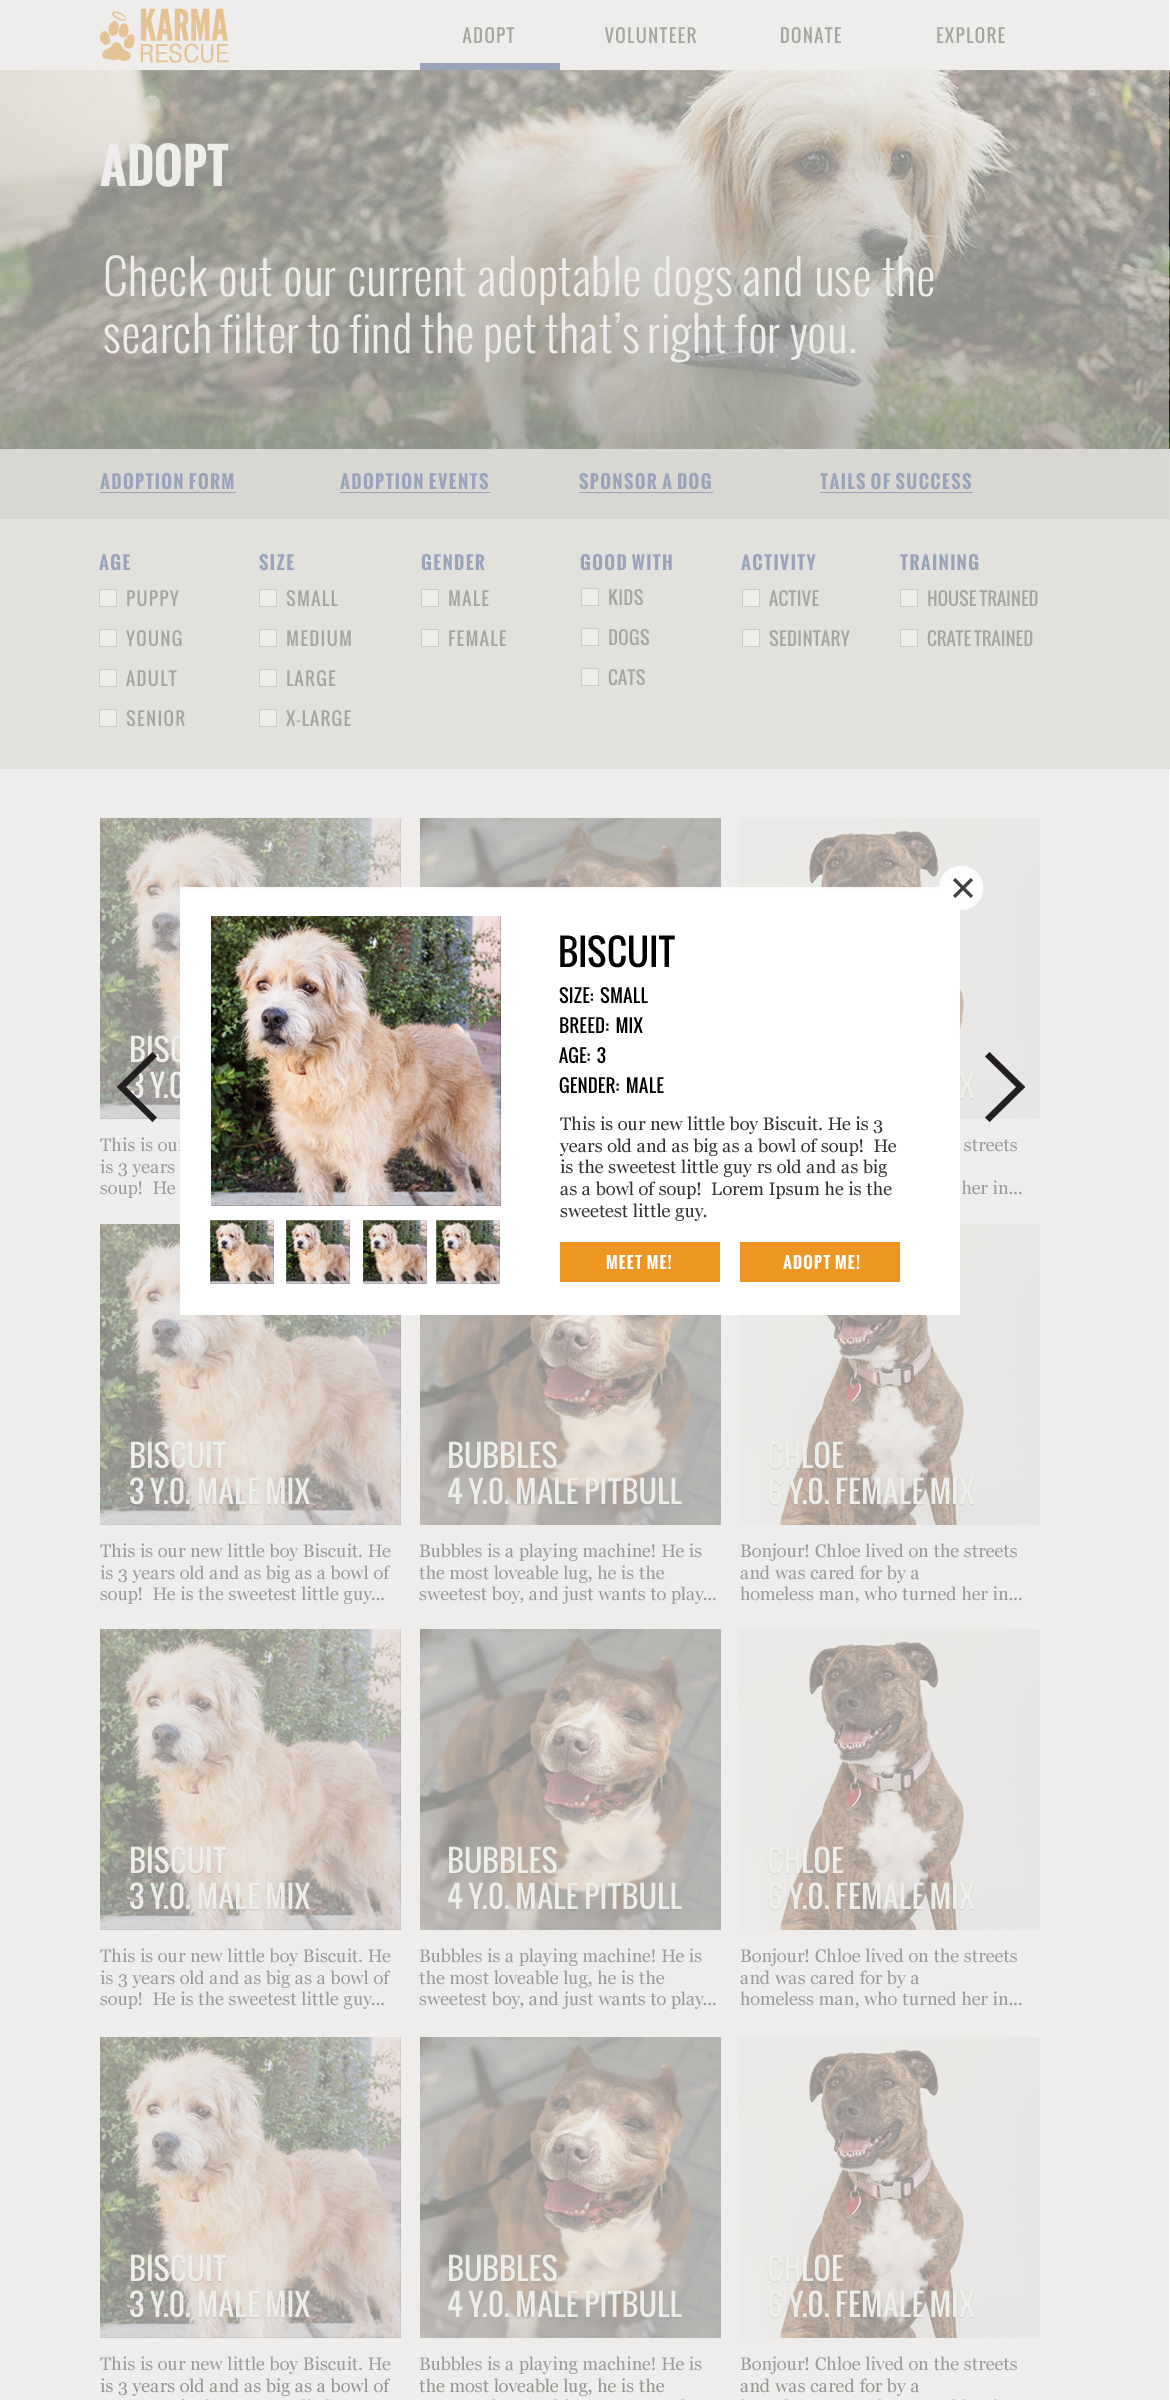 KARMA
RESCUE
ADOPT
VOLUNTEER
DONATE
EXPLORE
ADOPT
Check out our current adoptable dogs and use the
search filter to find the pet that's right for you.
ADOPTION FORM
ADOPTION EVENTS
SPONSOR A DOG
TAILS OF SUCCESS
AGE
PUPPY
YOUNG
ADULT
SENIOR
SIZE
SMALL
MEDIUM
LARGE
X-LARGE
GENDER
MALE
FEMALE
GOOD WITH
KIDS
DOGS
CATS
ACTIVITY
ACTIVE
SEDINTARY
TRAINING
HOUSE TRAINED
CRATE TRAINED
BISC
3 Y.O
This is ou
is 3 years
soup!  He
X
streets
her in...
BISCUIT
SIZE: SMALL
BREED: MIX
AGE: 3
GENDER: MALE
This is our new little boy Biscuit. He is 3
years old and as big as a bowl of soup!  He
is the sweetest little guy rs old and as big
as a bowl of soup!  Lorem Ipsum he is the
sweetest little guy.
MEET ME!
ADOPT ME!
BISCUIT
3 Y.O. MALE MIX
This is our new little boy Biscuit. He
is 3 years old and as big as a bowl of
soup!  He is the sweetest little guy...
BUBBLES
4 Y.O. MALE PITBULL
Bubbles is a playing machine! He is
the most loveable lug, he is the
sweetest boy, and just wants to play...
CHLOE
6 Y.O. FEMALE MIX
Bonjour! Chloe lived on the streets
and was cared for by a
homeless man, who turned her in...
BISCUIT
3 Y.O. MALE MIX
This is our new little boy Biscuit. He
is 3 years old and as big as a bowl of
soup!  He is the sweetest little guy...
BUBBLES
4 Y.O. MALE PITBULL
Bubbles is a playing machine! He is
the most loveable lug, he is the
sweetest boy, and just wants to play...
CHLOE
6 Y.O. FEMALE MIX
Bonjour! Chloe lived on the streets
and was cared for by a
homeless man, who turned her in...
BISCUIT
3 Y.O. MALE MIX
This is our new little boy Biscuit. He
is 3 years old and as big as a bowl of
BUBBLES
4 Y.O. MALE PITBULL
Bubbles is a playing machine! He is
the most loveable lug, he is the
CHLOE
6 Y.O. FEMALE MIX
Bonjour! Chloe lived on the streets
and was cared for by a